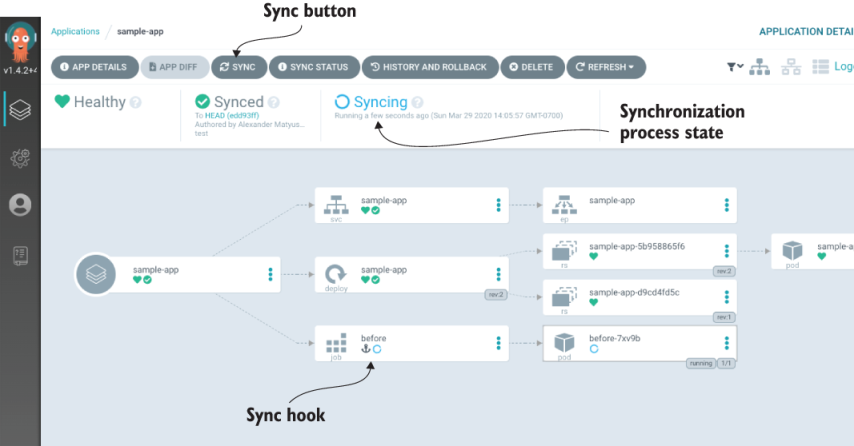 Sync button
Applications / sample-app
APPLICATION DETAI
v1.4.2+4
APP DETAILS
APP DIFF
SYNC
SYNC STATUS
HISTORY AND ROLLBACK
DELETE
REFRESH
Log
Healthy
Synced
To HEAD (edd93ff)
Authored by Alexander Matyus...
test
Syncing
Running a few seconds ago (Sun Mar 29 2020 14:05:57 GMT-0700)
Synchronization
process state
sample-app
svc
sample-app
ep
sample-app
sample-app
deploy
rev:2
sample-app-5b958865f6
rs
rev:2
sample-a
pod
sample-app-d9cd4fd5c
rs
rev:1
before
job
before-7xv9b
pod
running 1/1
Sync hook